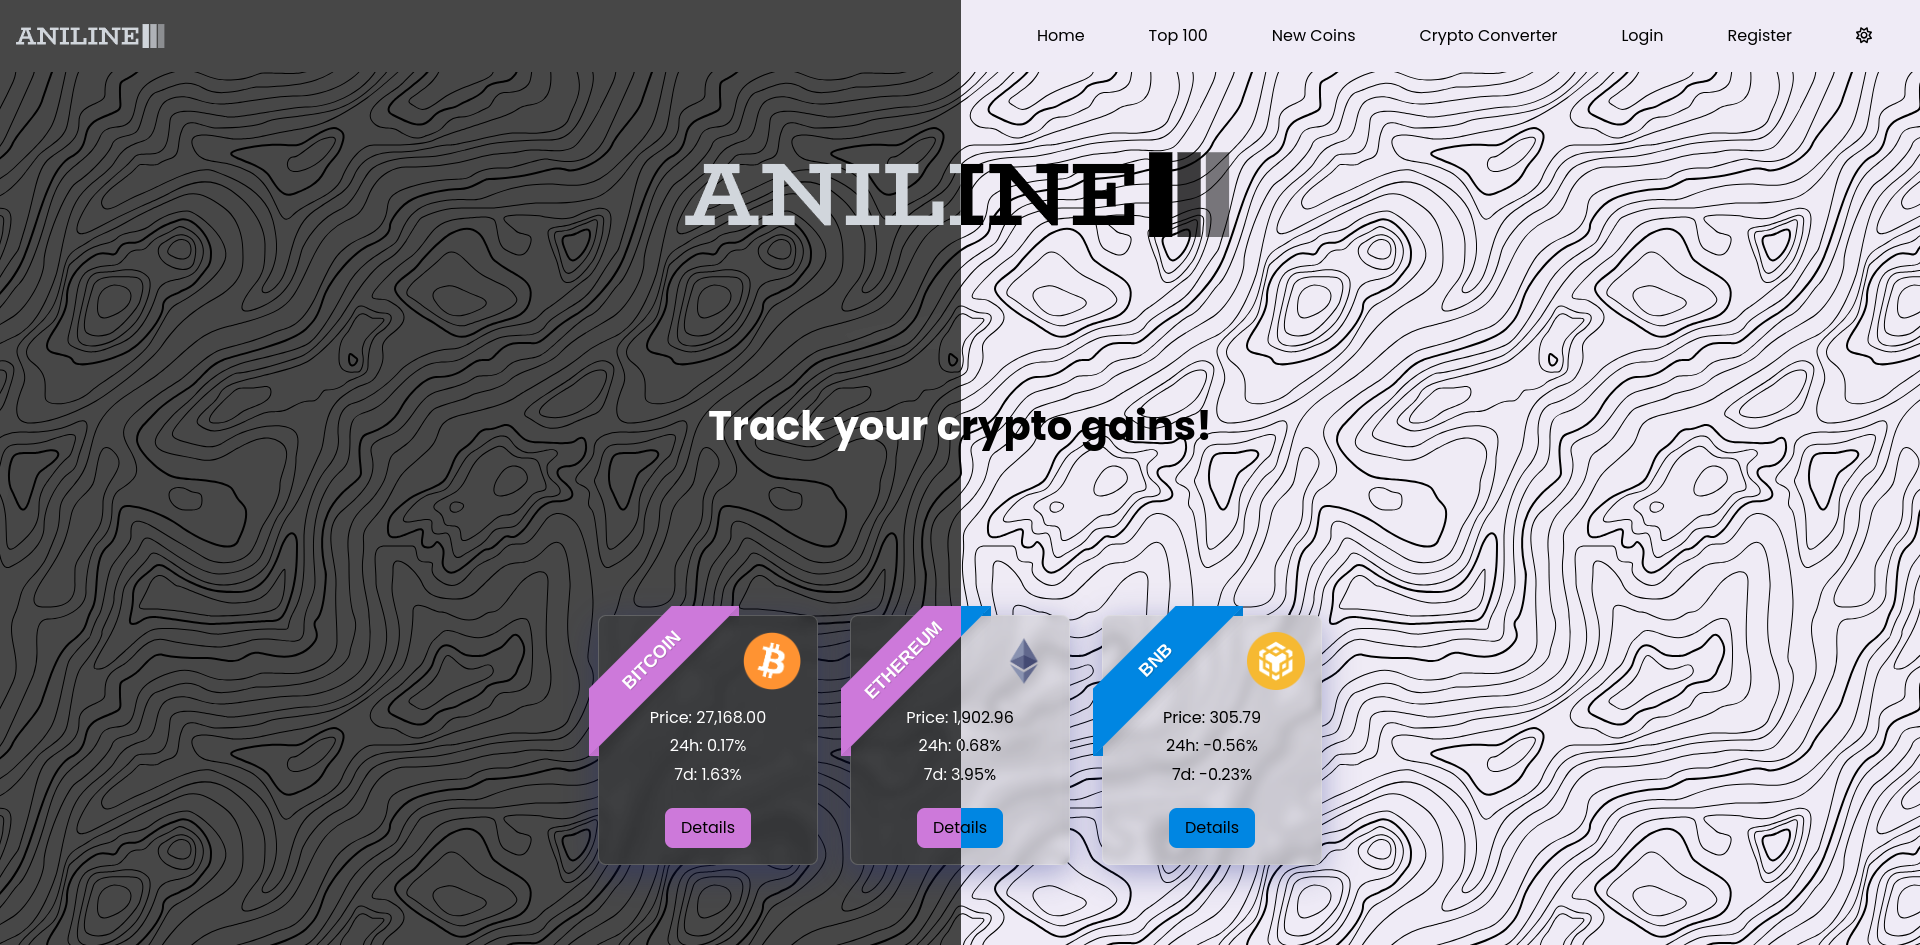 ANILINE
Home Top 100 New Coins Crypto Converter Login Register
ANILINE
Track your crypto gains!
BITCOIN
Price: 27,168.00
24h: 0.17%
7d: 1.63%
Details
ETHEREUM
Price: 1,902.96
24h: 0.68%
7d: 3.95%
Details
BNB
Price: 305.79
24h: -0.56%
7d: -0.23%
Details